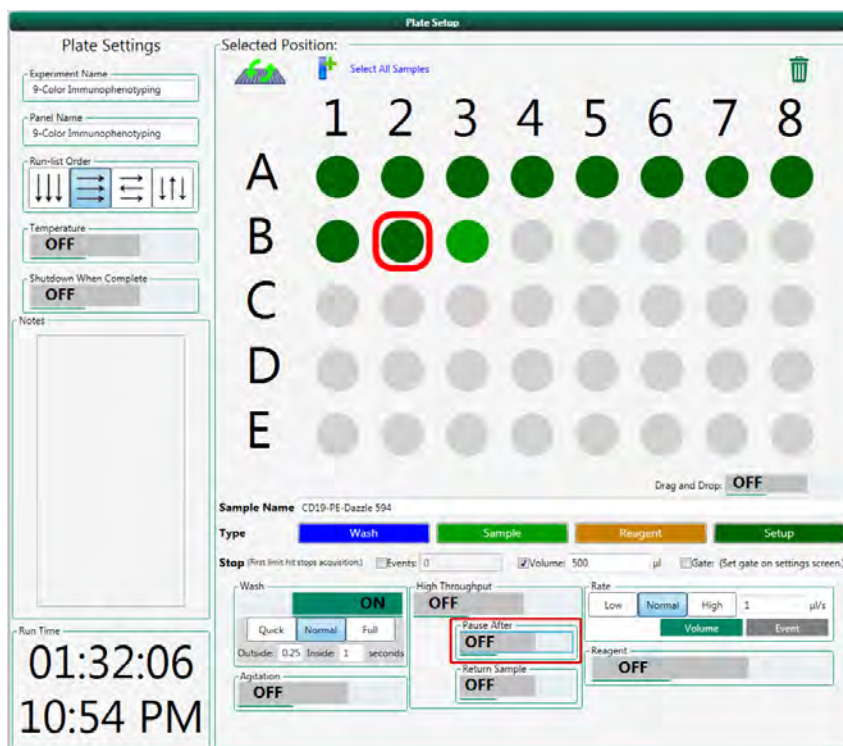 Plate Setup
Plate Settings
Experiment Name
9-Color Immunophenotyping
Panel Name
9-Color Immunophenotyping
Run-list Order
Temperature
OFF
Shutdown When Complete
OFF
Notes
Run Time
01:32:06
10:54 PM
Selected Position:
Select All Samples
1 2 3 4 5 6 7 8
A
B
C
D
E
Drag and Drop: OFF
Sample Name CD19-PE-Dazzle 594
Type Wash Sample Reagent Setup
Stop (First limit hit stops acquisition.) Events: 0 Volume: 500 µl Gate: (Set gate on settings screen.)
Wash
ON
Quick Normal Full
Outside: 0.25 Inside: 1 seconds
Agitation
OFF
High Throughput
OFF
Pause After
OFF
Return Sample
OFF
Rate
Low Normal High 1 µl/s
Volume Event
Reagent
OFF